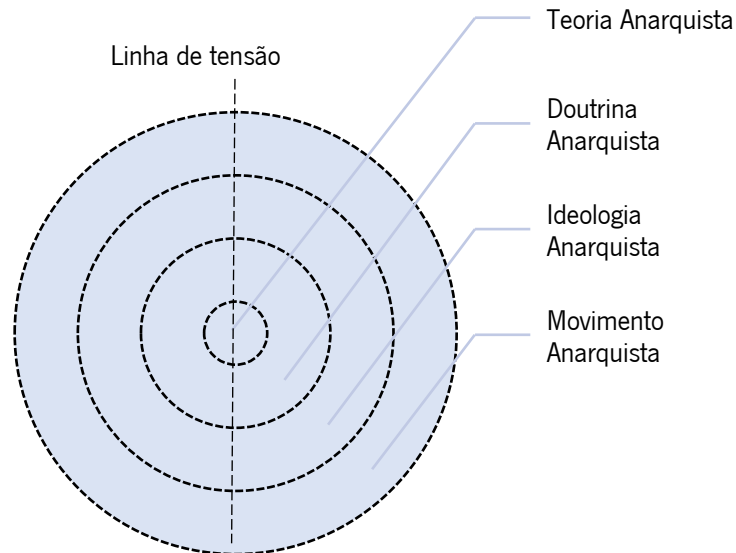 Teoria Anarquista
Linha de tensão
Doutrina
Anarquista
Ideologia
Anarquista
Movimento
Anarquista